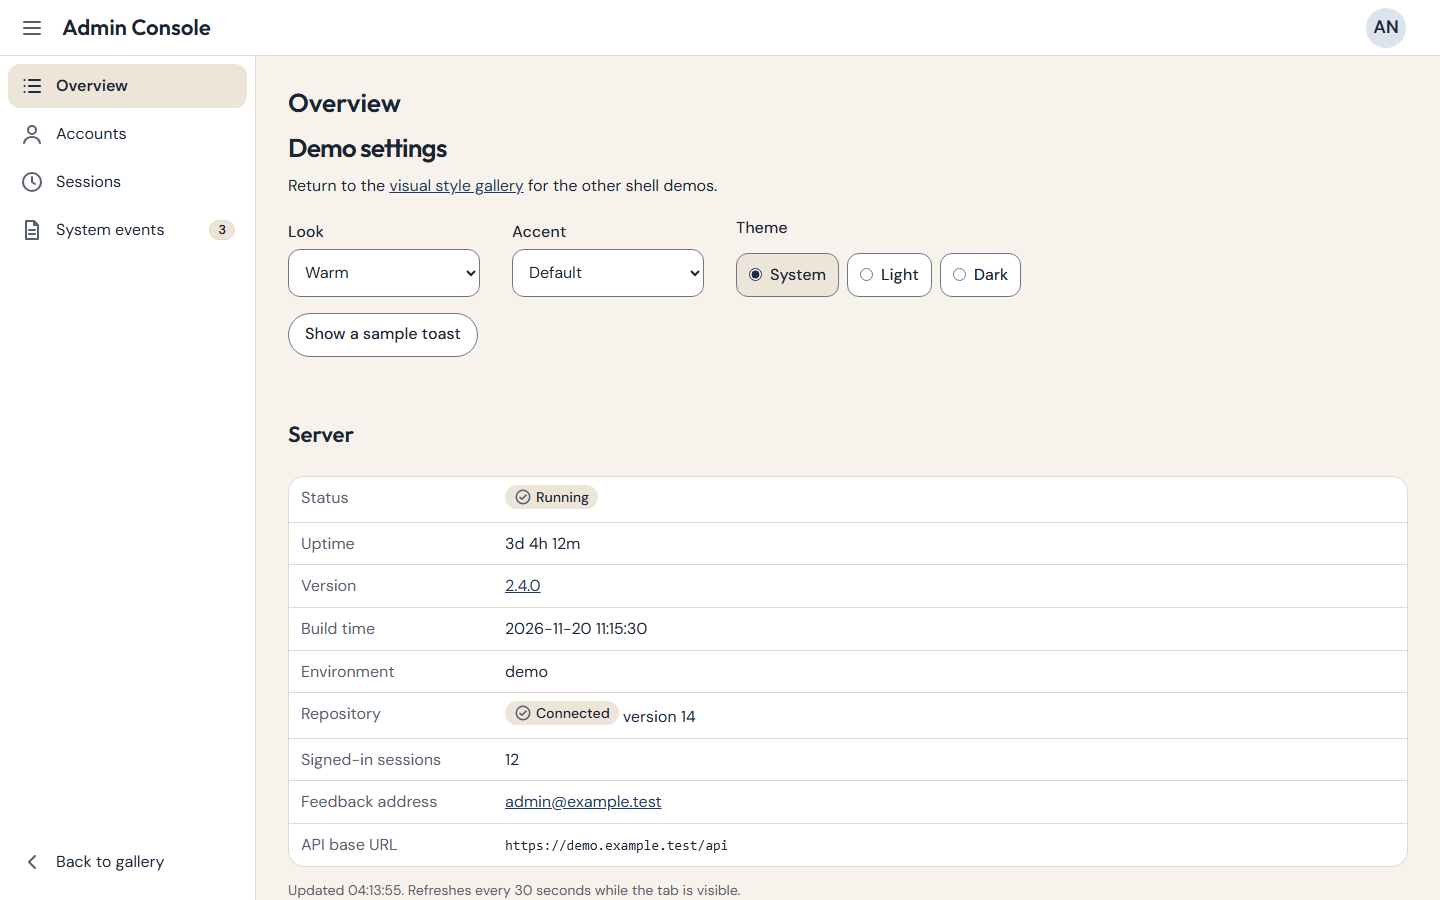 Admin Console
AN
Overview
Accounts
Sessions
System events 3
Back to gallery
Overview
Demo settings
Return to the visual style gallery for the other shell demos.
Look
Warm
Accent
Default
Theme
System
Light
Dark
Show a sample toast
Server
Status Running
Uptime 3d 4h 12m
Version 2.4.0
Build time 2026-11-20 11:15:30
Environment demo
Repository Connected version 14
Signed-in sessions 12
Feedback address admin@example.test
API base URL https://demo.example.test/api
Updated 04:13:55. Refreshes every 30 seconds while the tab is visible.